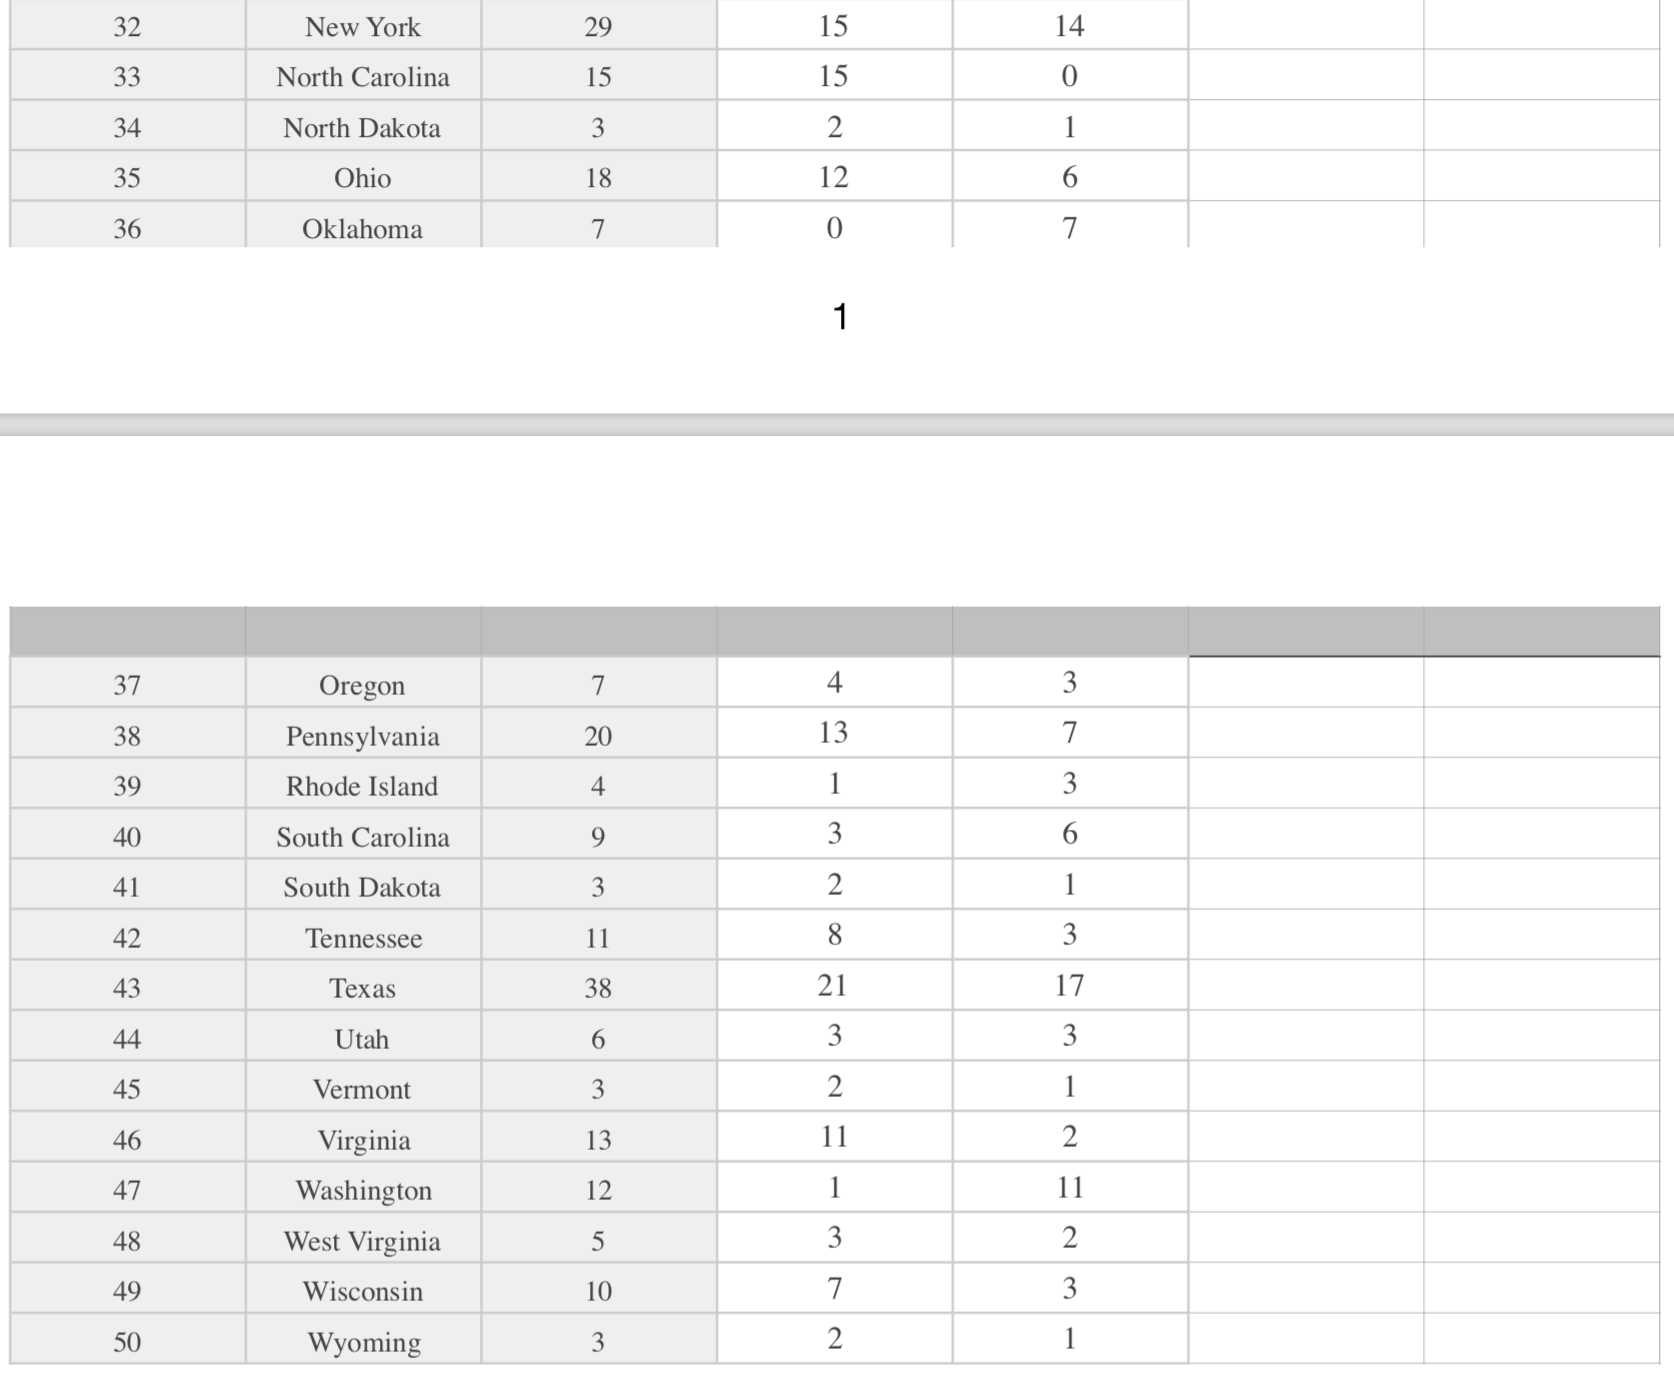 32 New York 29 15 14
33 North Carolina 15 15 0
34 North Dakota 3 2 1
35 Ohio 18 12 6
36 Oklahoma 7 0 7
1
37 Oregon 7 4 3
38 Pennsylvania 20 13 7
39 Rhode Island 4 1 3
40 South Carolina 9 3 6
41 South Dakota 3 2 1
42 Tennessee 11 8 3
43 Texas 38 21 17
44 Utah 6 3 3
45 Vermont 3 2 1
46 Virginia 13 11 2
47 Washington 12 1 11
48 West Virginia 5 3 2
49 Wisconsin 10 7 3
50 Wyoming 3 2 1